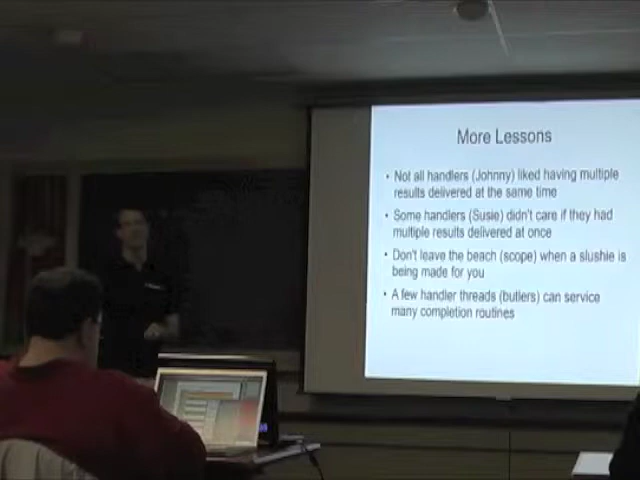 More Lessons
• Not all handlers (Johnny) liked having multiple
results delivered at the same time
• Some handlers (Susie) didn't care if they had
multiple results delivered at once
• Don't leave the beach (scope) when a slushie is
being made for you
• A few handler threads (butlers) can service
many completion routines